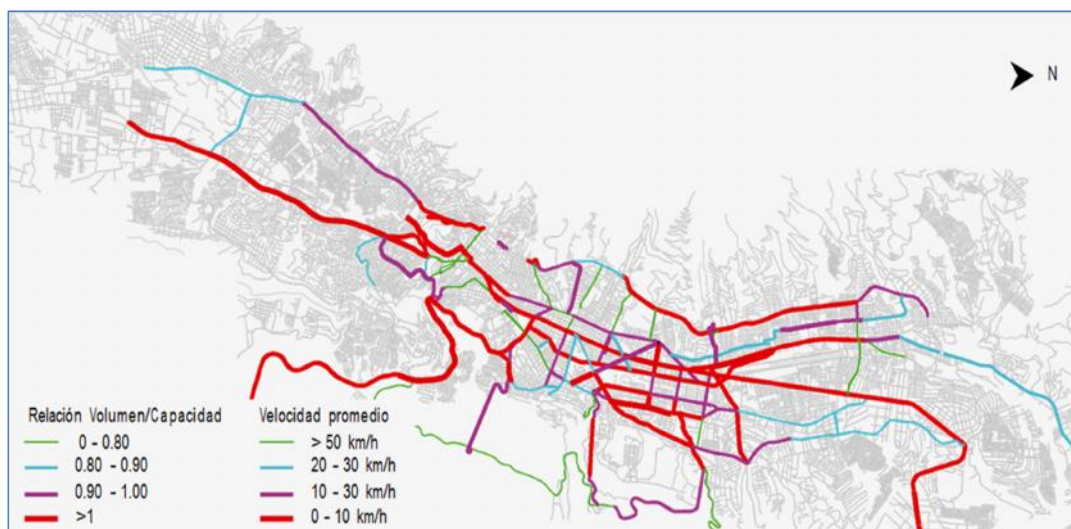 N
Relación Volumen/Capacidad
0 - 0.80
0.80 - 0.90
0.90 - 1.00
>1
Velocidad promedio
> 50 km/h
20 - 30 km/h
10 - 30 km/h
0 - 10 km/h